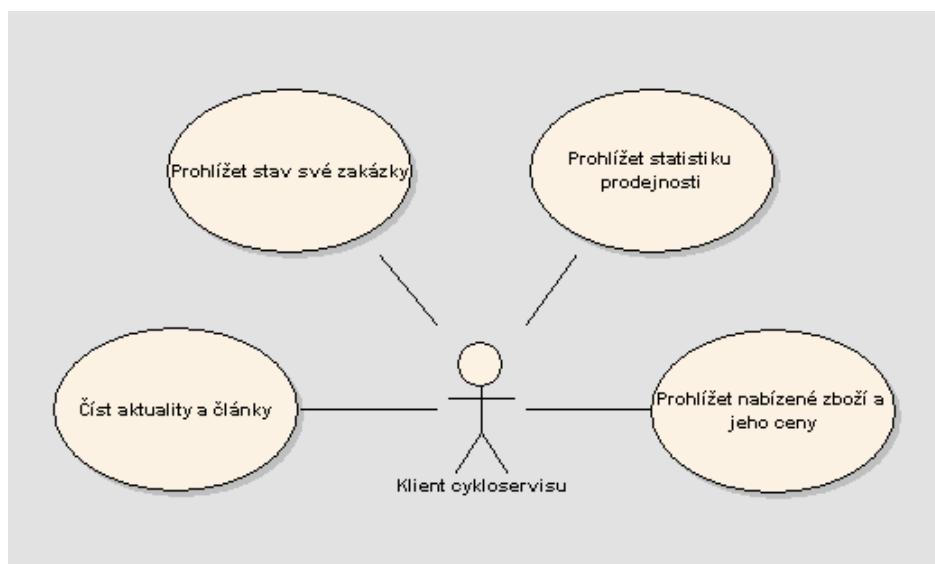 Prohlížet stav své zakázky
Prohlížet statistiku
prodejnosti
Číst aktuality a články
Prohlížet nabízené zboží a
jeho ceny
Klient cykloservisu